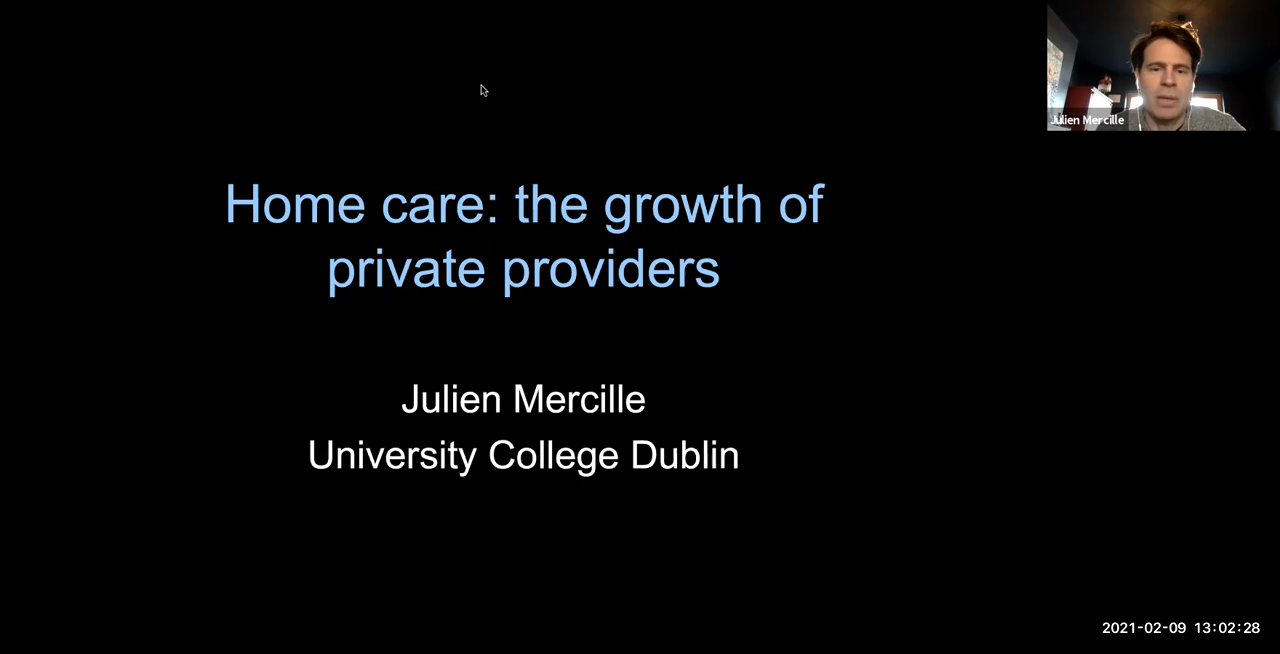 Julien Mercille
Home care: the growth of
private providers
Julien Mercille
University College Dublin
2021-02-09 13:02:28